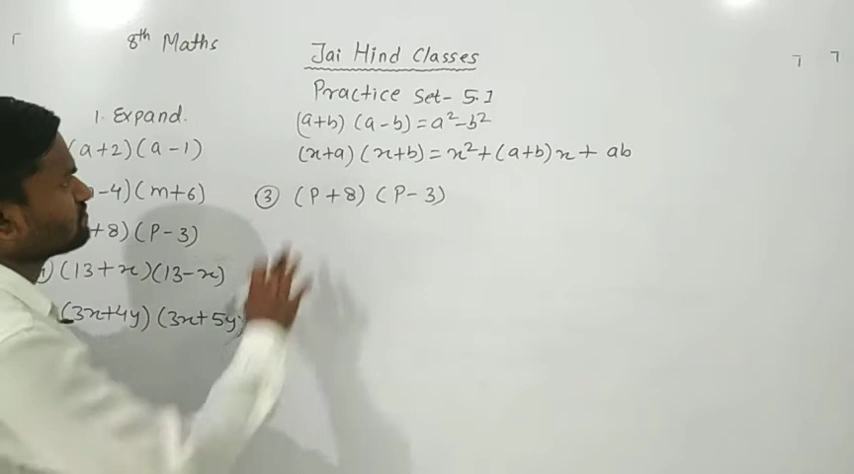 8th Maths
Jai Hind Classes
Practice Set- 5.1
(a+b) (a-b) = a²-b²
(x+a) (x+b) = x²+(a+b)x + ab
1. Expand.
(a+2)(a-1)
-4)(m+6)
+8)(P-3)
(13+x)(13-x)
(3x+4y) (3x+5y)
③ (P+8) (P-3)